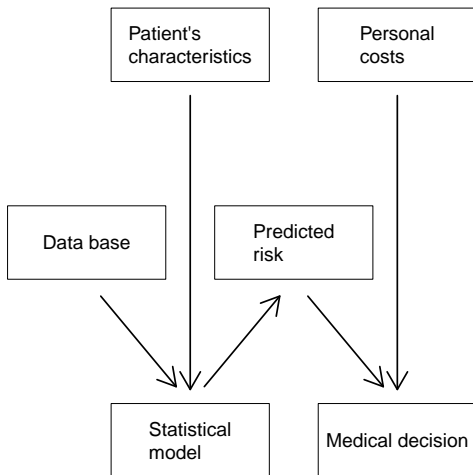 Patient's
characteristics
Personal
costs
Data base
Predicted
risk
Statistical
model
Medical decision